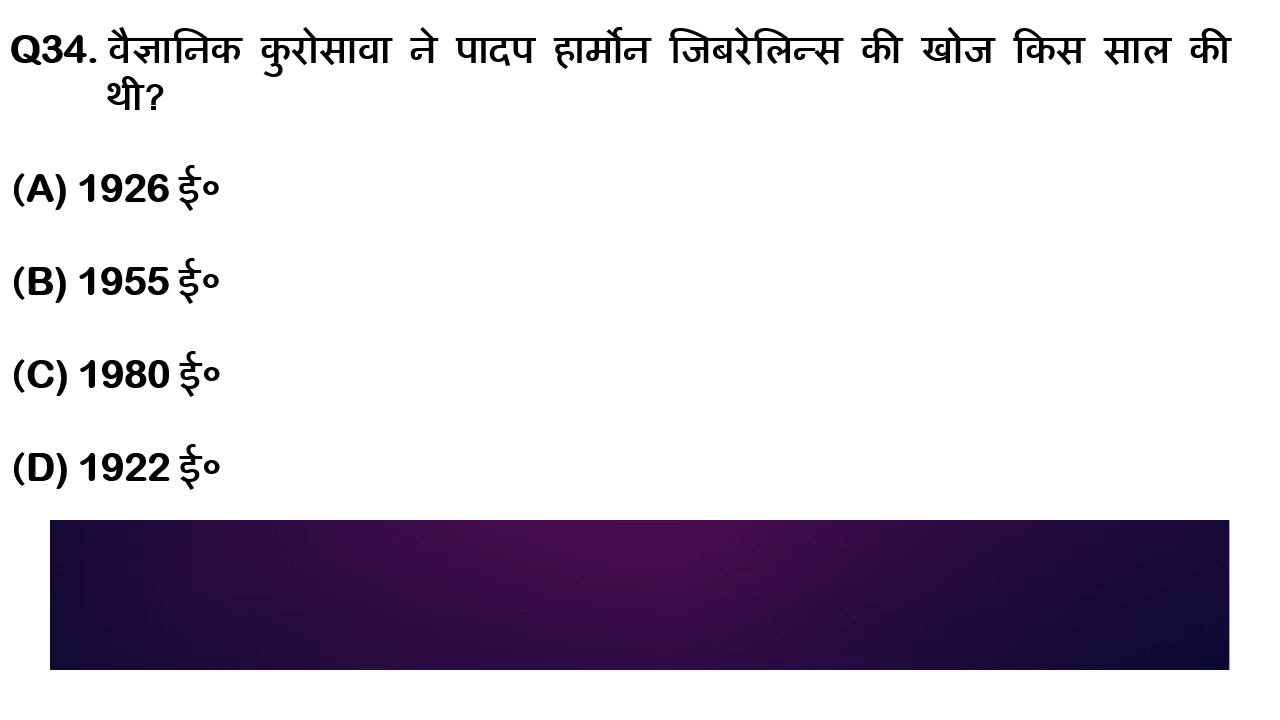 Q34. वैज्ञानिक कुरोसावा ने पादप हार्मोन जिबरेलिन्स की खोज किस साल की
थी?
(A) 1926 ई०
(B) 1955 ई०
(C) 1980 ई०
(D) 1922 ई०